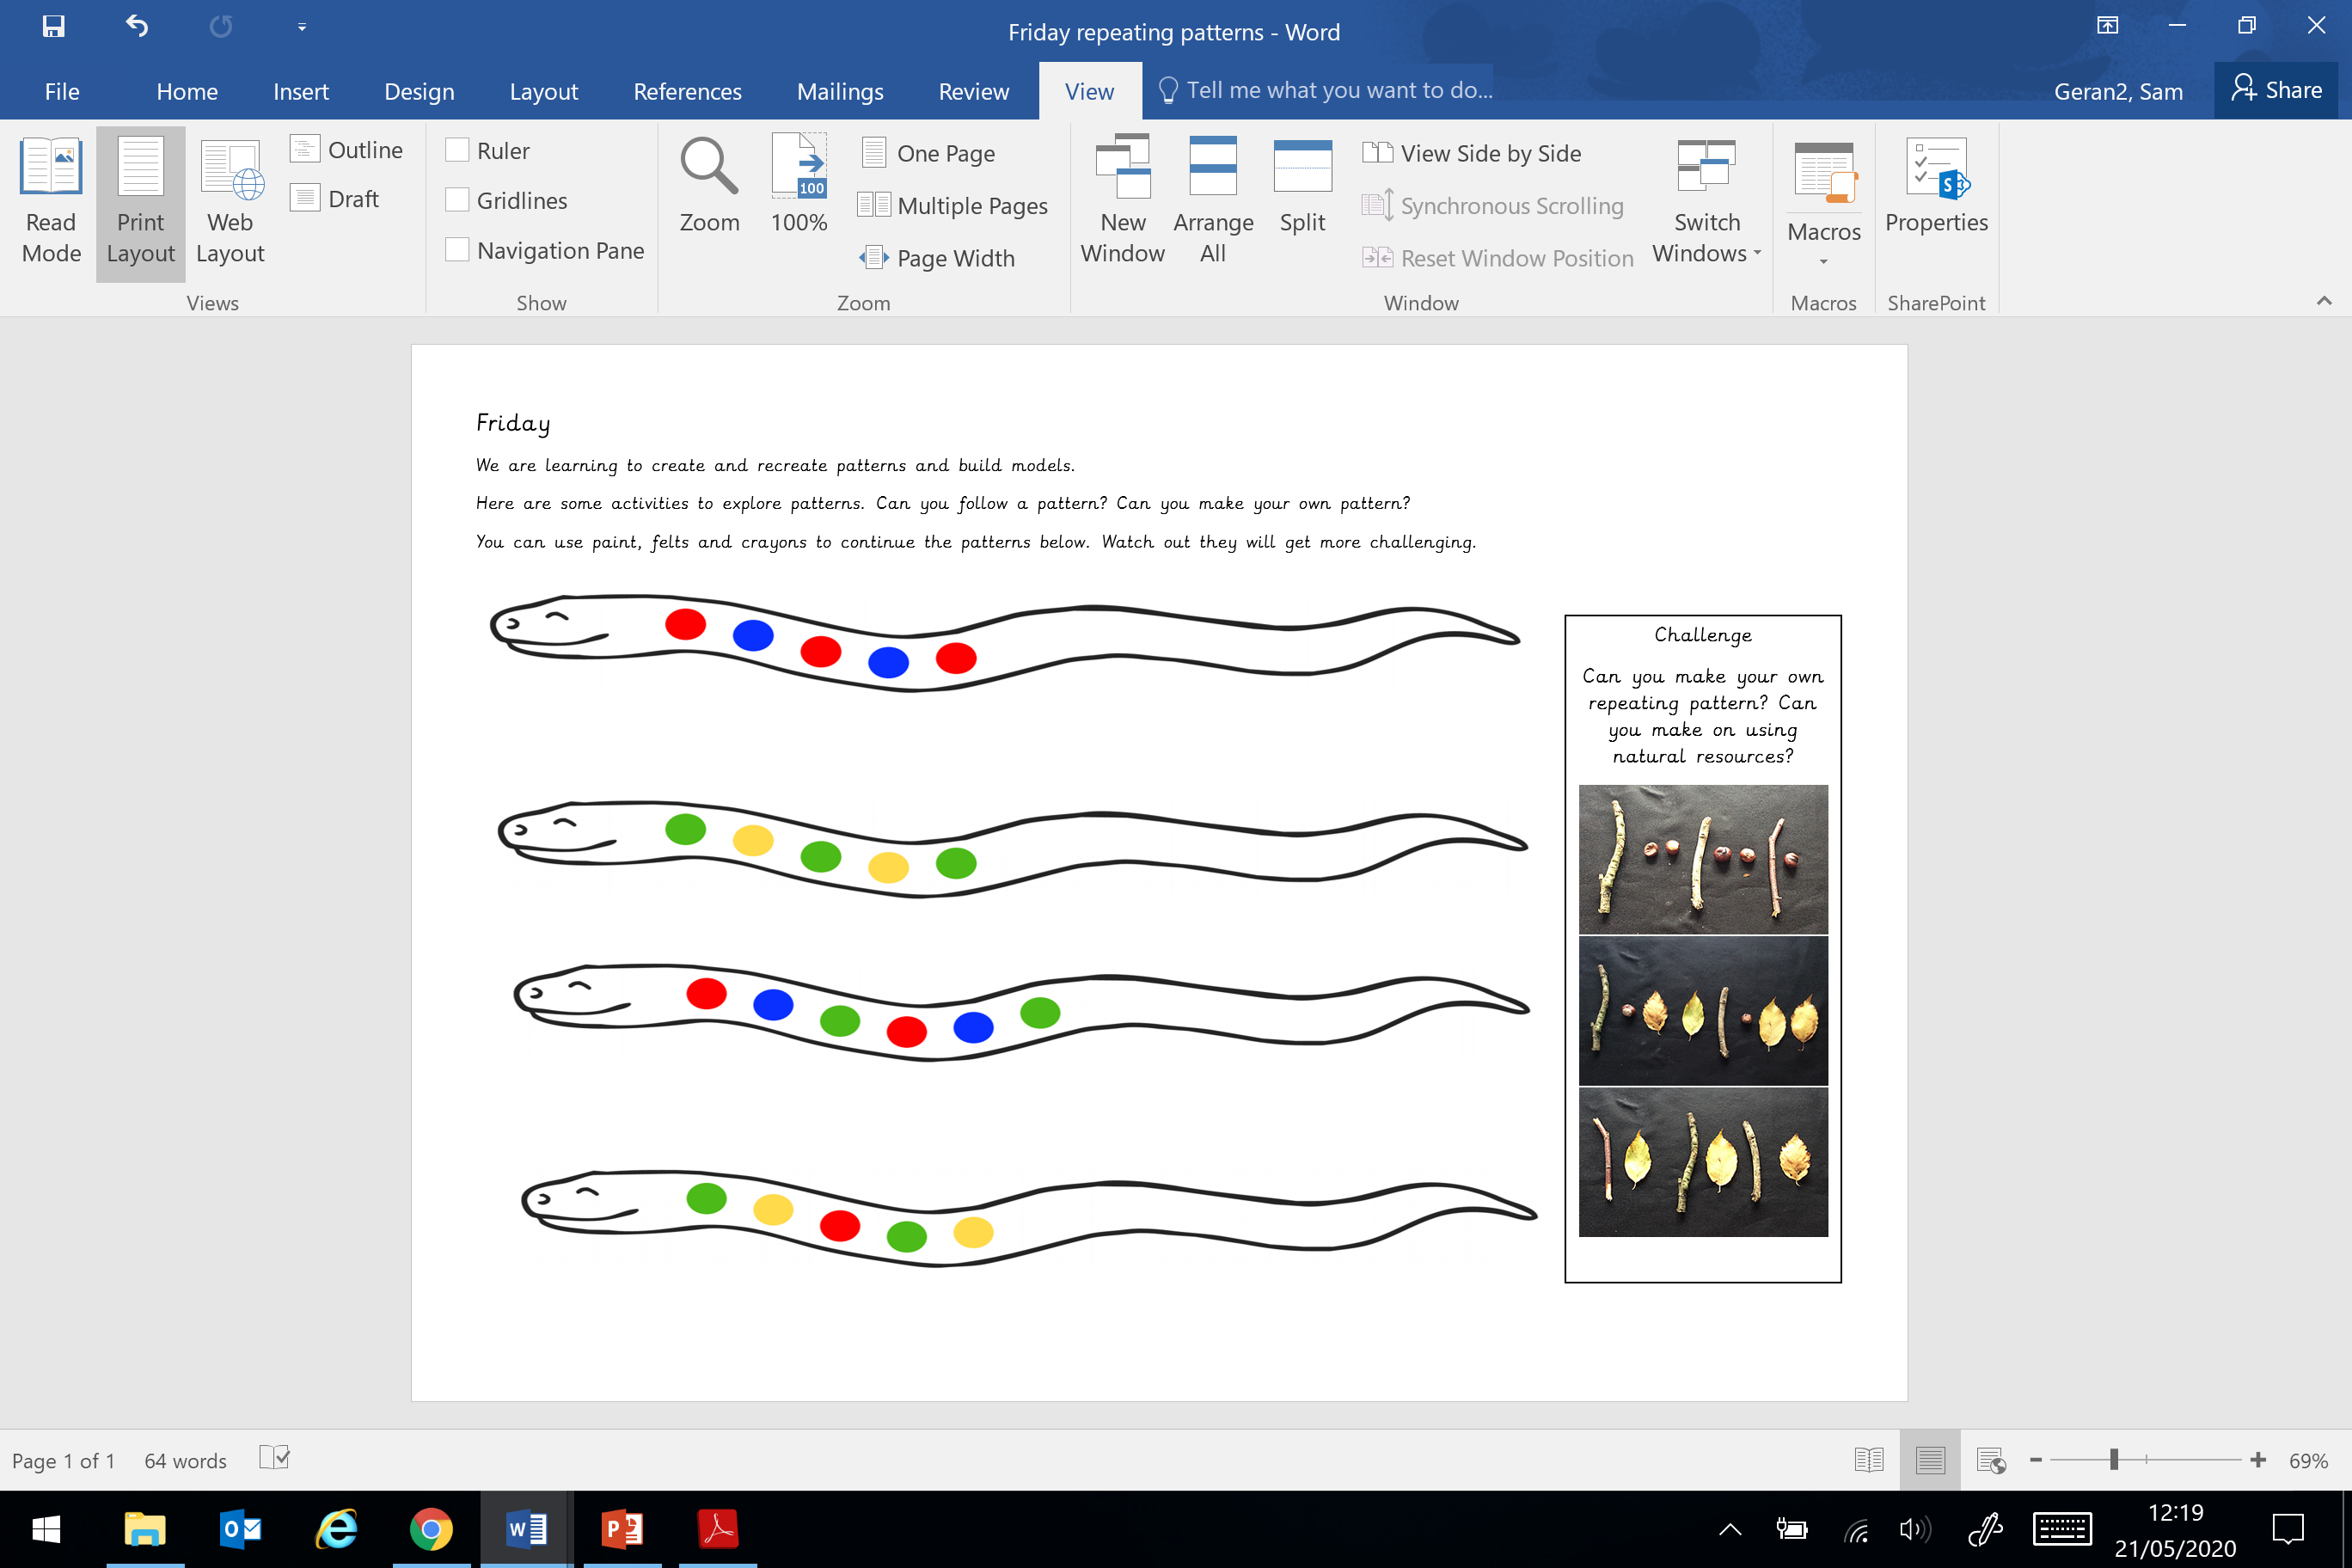 Friday repeating patterns - Word
File Home Insert Design Layout References Mailings Review View Tell me what you want to do... Geran2, Sam Share
Read Mode
Print Layout
Web Layout
Outline
Draft
Views
Ruler
Gridlines
Navigation Pane
Show
Zoom
100
100%
One Page
Multiple Pages
Page Width
Zoom
New Window
Arrange All
Split
View Side by Side
Synchronous Scrolling
Reset Window Position
Window
Switch Windows
Macros
Macros
S
Properties
SharePoint
Friday
We are learning to create and recreate patterns and build models.
Here are some activities to explore patterns. Can you follow a pattern? Can you make your own pattern?
You can use paint, felts and crayons to continue the patterns below. Watch out they will get more challenging.
Challenge
Can you make your own
repeating pattern? Can
you make on using
natural resources?
Page 1 of 1 64 words 69%
12:19
21/05/2020